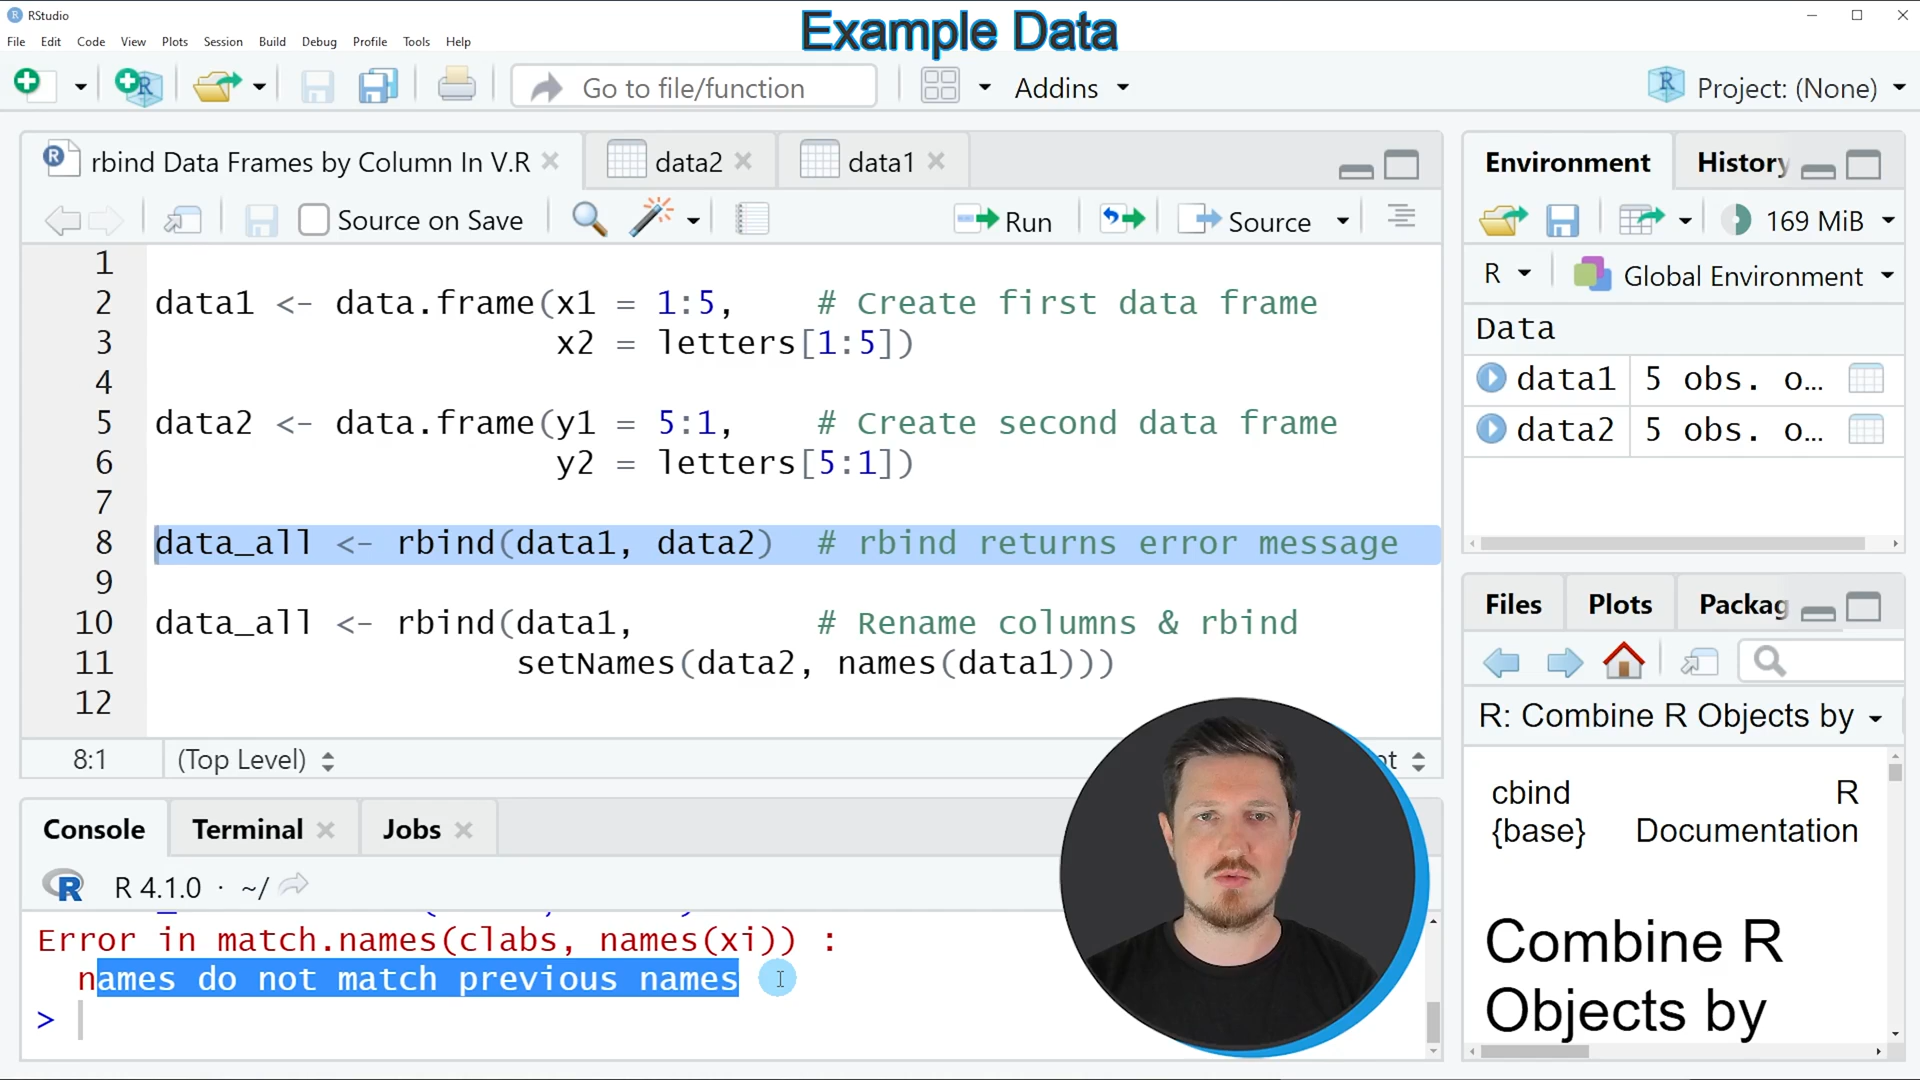 RStudio
Example Data
File Edit Code View Plots Session Build Debug Profile Tools Help
Go to file/function Addins Project: (None)
rbind Data Frames by Column In V.R data2 data1
Source on Save Run Source
1
2 data1 <- data.frame(x1 = 1:5, # Create first data frame
3 x2 = letters[1:5])
4
5 data2 <- data.frame(y1 = 5:1, # Create second data frame
6 y2 = letters[5:1])
7
8 data_all <- rbind(data1, data2) # rbind returns error message
9
10 data_all <- rbind(data1, # Rename columns & rbind
11 setNames(data2, names(data1)))
12
8:1 (Top Level)
Console Terminal Jobs
R 4.1.0 · ~/
Error in match.names(clabs, names(xi)) :
names do not match previous names
>
Environment History
169 MiB
R Global Environment
Data
data1 5 obs. o...
data2 5 obs. o...
Files Plots Packag
R: Combine R Objects by
cbind R
{base} Documentation
Combine R
Objects by